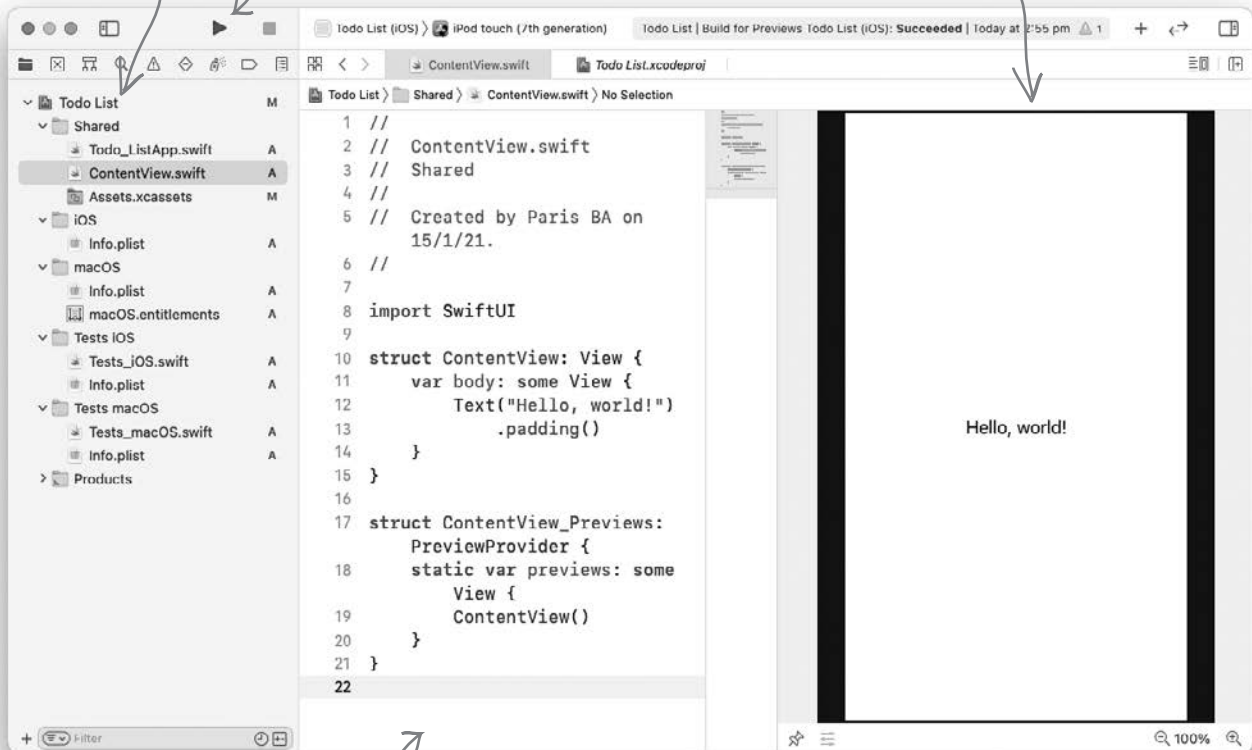 Todo List (iOS) 〉 iPod touch (7th generation)
Todo List | Build for Previews Todo List (iOS): Succeeded | Today at 2:55 pm 1
ContentView.swift
Todo List.xcodeproj
Todo List 〉 Shared 〉 ContentView.swift 〉 No Selection
Todo List M
Shared
Todo_ListApp.swift A
ContentView.swift A
Assets.xcassets M
iOS
Info.plist A
macOS
Info.plist A
macOS.entitlements A
Tests iOS
Tests_iOS.swift A
Info.plist A
Tests macOS
Tests_macOS.swift A
Info.plist A
Products
Filter
1 //
2 // ContentView.swift
3 // Shared
4 //
5 // Created by Paris BA on
15/1/21.
6 //
7
8 import SwiftUI
9
10 struct ContentView: View {
11 var body: some View {
12 Text("Hello, world!")
13 .padding()
14 }
15 }
16
17 struct ContentView_Previews:
PreviewProvider {
18 static var previews: some
View {
19 ContentView()
20 }
21 }
22
Hello, world!
100%